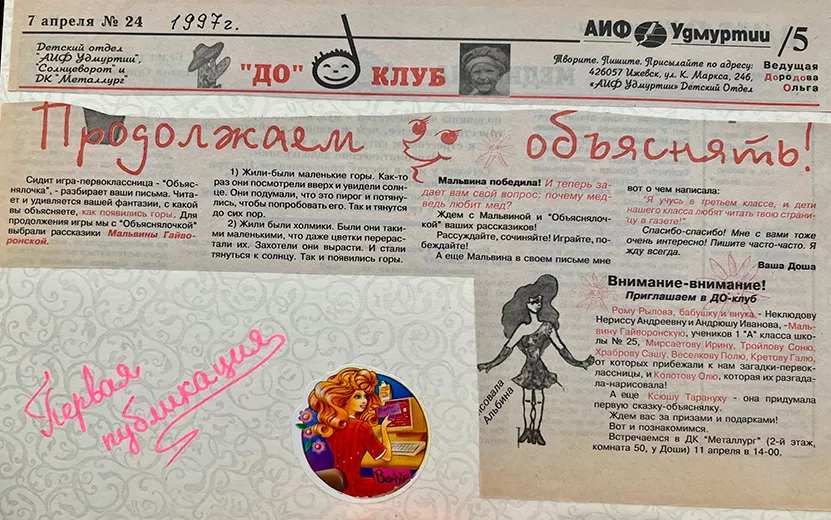 7 апреля № 24
1997г.
АИФ Удмуртии /5
Детский отдел
"АИФ Удмуртии",
"Солнцеворот" и
ДК "Металлург"
"ДО" КЛУБ
Творите. Пишите. Присылайте по адресу:
426057 Ижевск, ул. К. Маркса, 246,
«АиФ Удмуртии» Детский Отдел
Ведущая
Дородова
Ольга
Продолжаем объяснять!
Сидит игра-первоклассница - "Объяс-
нялочка", - разбирает ваши письма. Чита-
ет и удивляется вашей фантазии, с какой
вы объясняете, как появились горы. Для
продолжения игры мы с "Объяснялочкой"
выбрали рассказики Мальвины Гайво-
ронской.
1) Жили-были маленькие горы. Как-то
раз они посмотрели вверх и увидели солн-
це. Они подумали, что это пирог и потяну-
лись, чтобы попробовать его. Так и тянутся
до сих пор.
2) Жили были холмики. Были они таки-
ми маленькими, что даже цветки перерас-
тали их. Захотели они вырасти. И стали
тянуться к солнцу. Так и появились горы.
Мальвина победила! И теперь за-
дает вам свой вопрос: почему мед-
ведь любит мед?
Ждем с Мальвиной и "Объяснялоч-
кой" ваших рассказиков!
Рассуждайте, сочиняйте! Играйте, по-
беждайте!
А еще Мальвина в своем письме мне
вот о чем написала:
"Я учусь в третьем классе, и дети
нашего класса любят читать твою страни-
цу в газете!".
Спасибо-спасибо! Мне с вами тоже
очень интересно! Пишите часто-часто. Я
жду всегда.
Ваша Доша
Внимание-внимание!
Приглашаем в ДО-клуб
Рому Рылова, бабушку и внука, - Неклюдову
Нериссу Андреевну и Андрюшу Иванова, - Маль-
вину Гайворонскую, учеников 1 "А" класса шко-
лы № 25, Мирсаетову Ирину, Тройлову Соню,
Храброву Сашу, Веселкову Полю, Кретову Галю,
от которых прибежали к нам загадки-первок-
лассницы, и Колотову Олю, которая их разгада-
ла-нарисовала!
А еще Ксюшу Тарануху - она придумала
первую сказку-объяснялку.
Ждем вас за призами и подарками!
Вот и познакомимся.
Встречаемся в ДК "Металлург" (2-й этаж,
комната 50, у Доши) 11 апреля в 14-00.
Альбина
Первая
публикация
Barbie